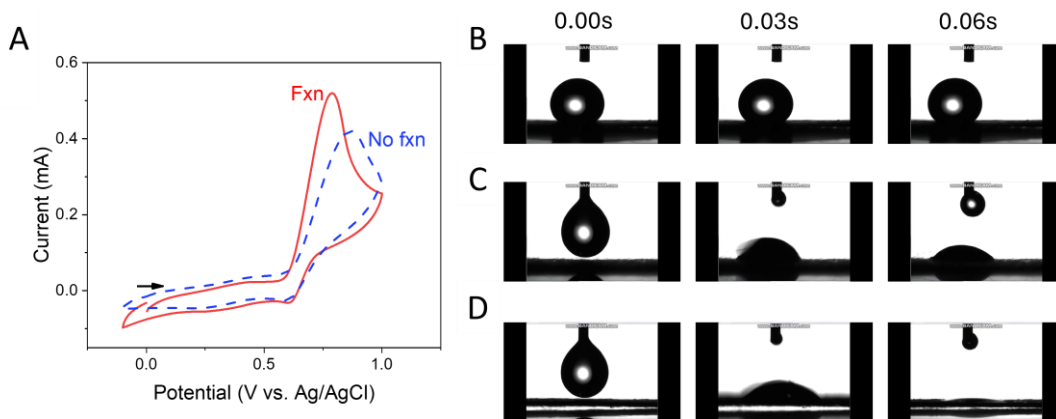 A
0.6
0.4
0.2
0.0
Current (mA)
Fxn
No fxn
0.0
0.5
1.0
Potential (V vs. Ag/AgCl)
0.00s
0.03s
0.06s
B
C
D